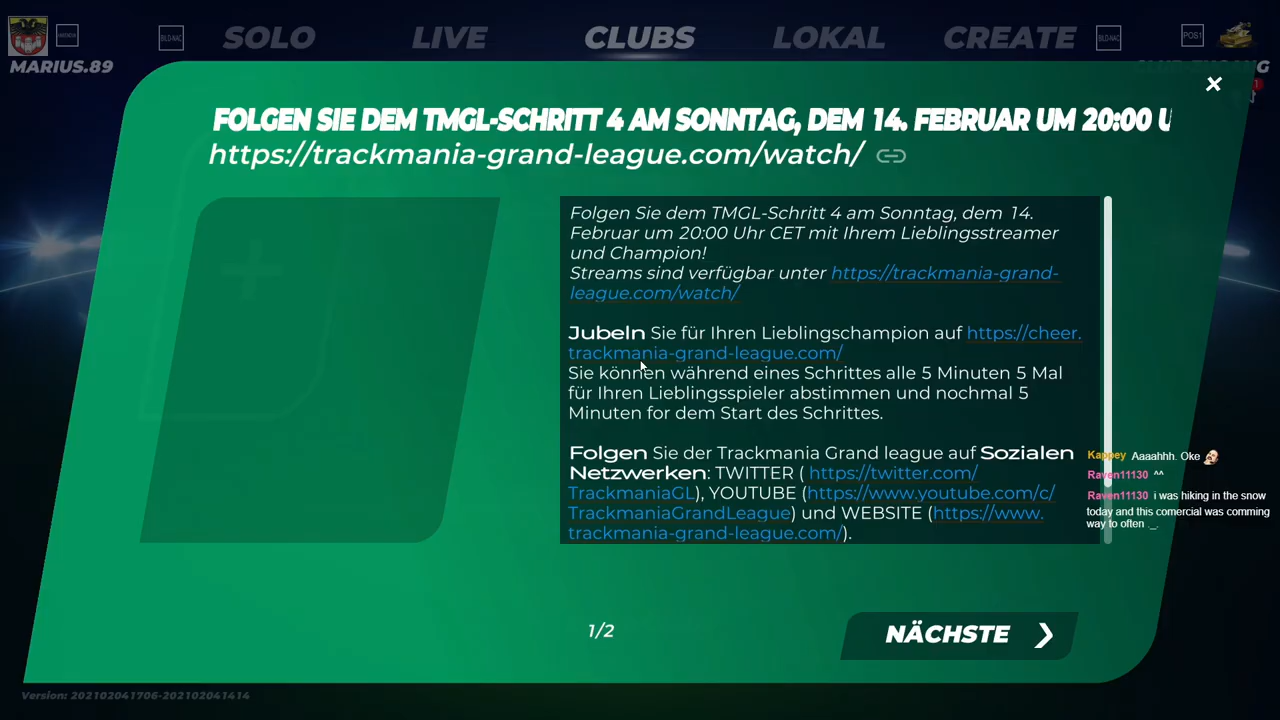 SOLO
LIVE
CLUBS
LOKAL
CREATE
POS1
MARIUS.89
FOLGEN SIE DEM TMGL-SCHRITT 4 AM SONNTAG, DEM 14. FEBRUAR UM 20:00 U
https://trackmania-grand-league.com/watch/
Folgen Sie dem TMGL-Schritt 4 am Sonntag, dem 14.
Februar um 20:00 Uhr CET mit Ihrem Lieblingsstreamer
und Champion!
Streams sind verfügbar unter https://trackmania-grand-
league.com/watch/
Jubeln Sie für Ihren Lieblingschampion auf https://cheer.
trackmania-grand-league.com/
Sie können während eines Schrittes alle 5 Minuten 5 Mal
für Ihren Lieblingsspieler abstimmen und nochmal 5
Minuten for dem Start des Schrittes.
Folgen Sie der Trackmania Grand league auf Sozialen
Netzwerken: TWITTER ( https://twitter.com/
TrackmaniaGL), YOUTUBE (https://www.youtube.com/c/
TrackmaniaGrandLeague) und WEBSITE (https://www.
trackmania-grand-league.com/).
Kappey Aaaahhh. Oke
Raven11130 ^^
Raven11130 i was hiking in the snow
today and this comercial was comming
way to often ._.
1/2
NÄCHSTE
Version: 202102041706-202102041414